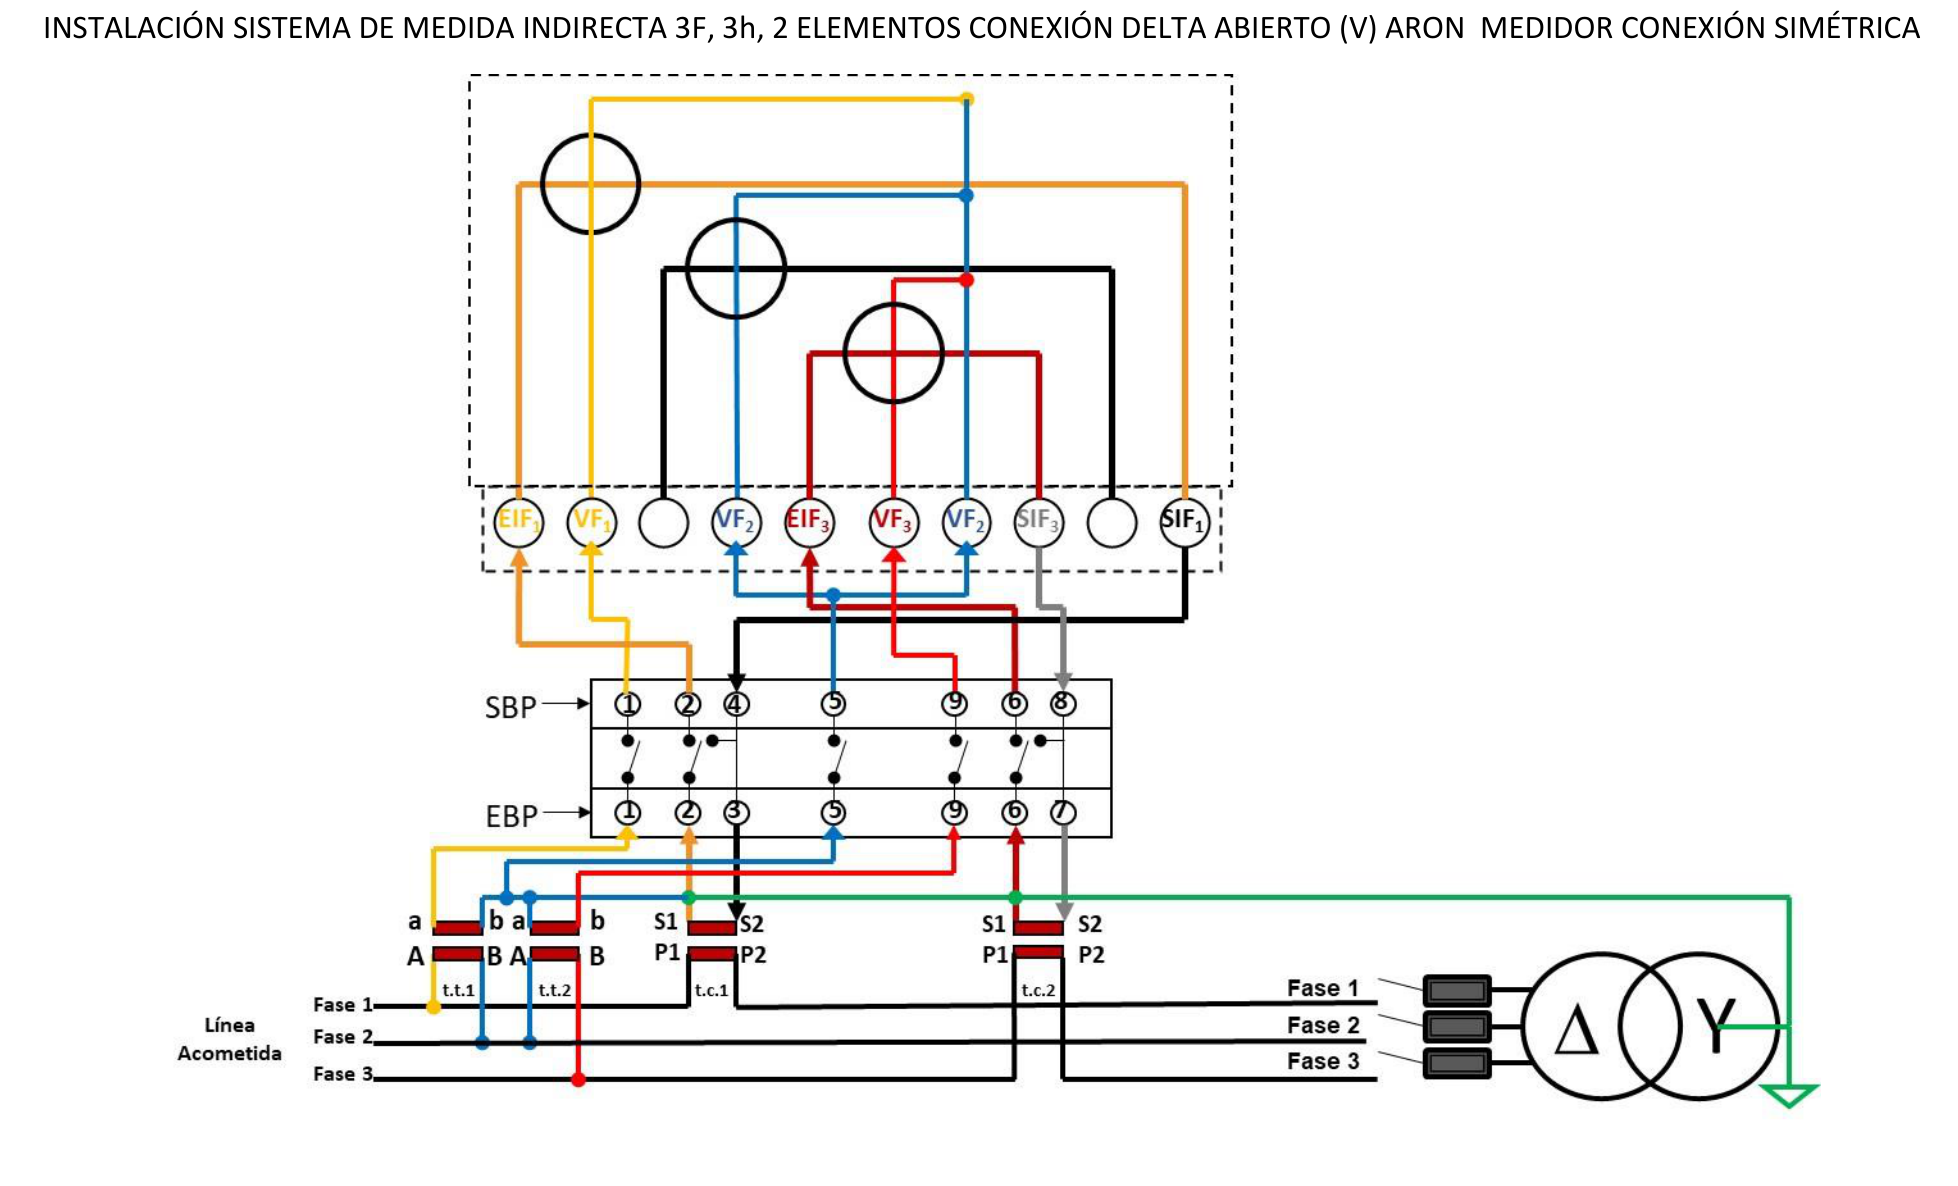 INSTALACIÓN SISTEMA DE MEDIDA INDIRECTA 3F, 3h, 2 ELEMENTOS CONEXIÓN DELTA ABIERTO (V) ARON MEDIDOR CONEXIÓN SIMÉTRICA
EIF1 VF1 VF2 EIF3 VF3 VF2 SIF3 SIF1
SBP 1 2 4 5 9 6 8
EBP 1 2 3 5 9 6 7
a b a b S1 S2 S1 S2
A B A B P1 P2 P1 P2
t.t.1 t.t.2 t.c.1 t.c.2
Línea
Acometida
Fase 1
Fase 2
Fase 3
Fase 1
Fase 2
Fase 3
Δ Y